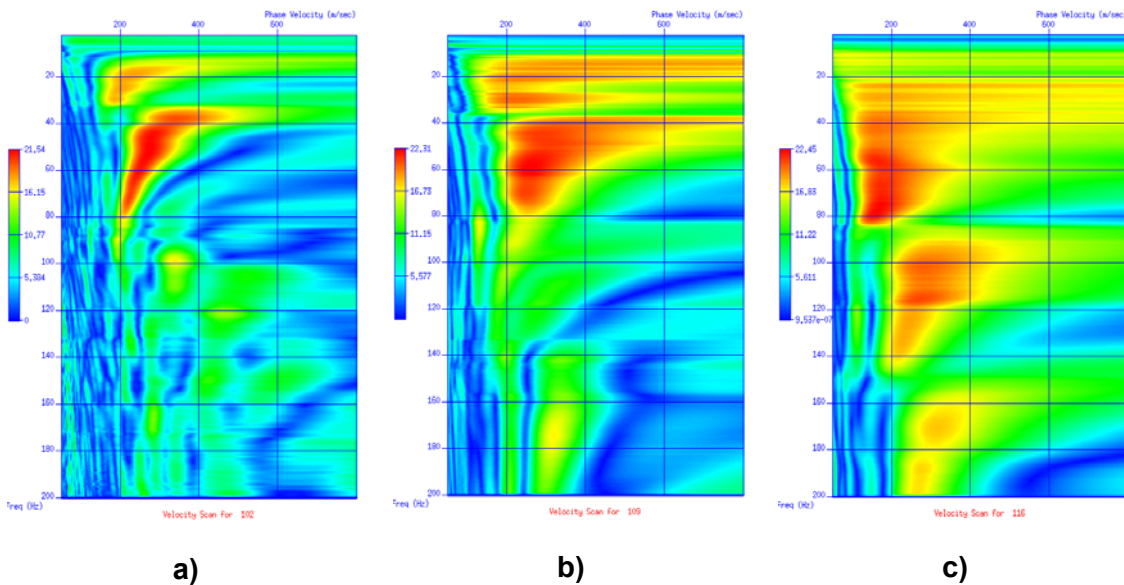 Phase Velocity (m/sec)
200 400 600
20
40
60
80
100
120
140
160
180
200
21,54
16,15
10,77
5,384
0
Freq (Hz)
Velocity Scan for 102
a)
Phase Velocity (m/sec)
200 400 600
20
40
60
80
100
120
140
160
180
200
22,31
16,73
11,15
5,577
Freq (Hz)
Velocity Scan for 109
b)
Phase Velocity (m/sec)
200 400 600
20
40
60
80
100
120
140
160
180
200
22,45
16,83
11,22
5,611
9,537e-07
Freq (Hz)
Velocity Scan for 116
c)